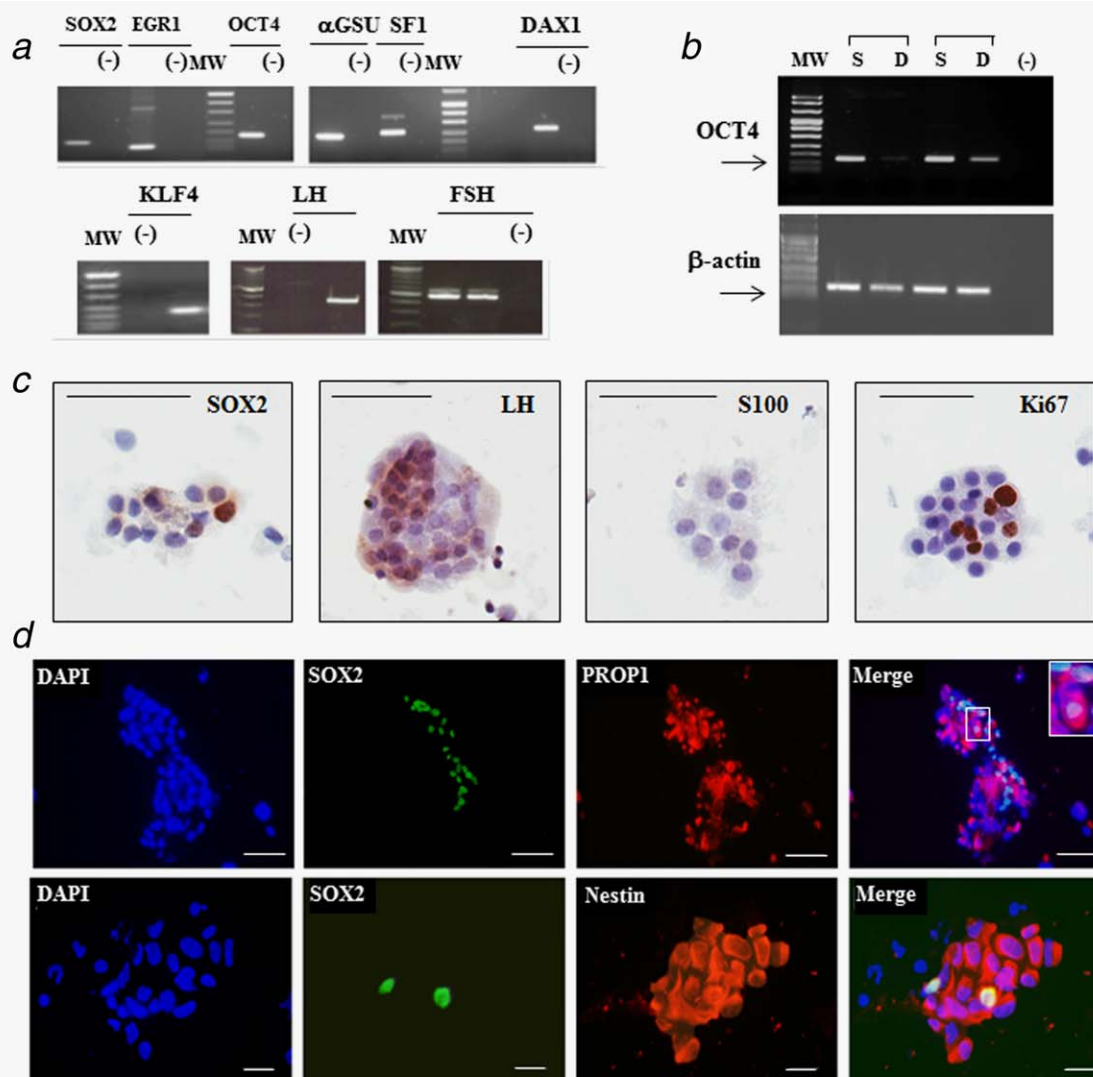 a
SOX2 EGR1 OCT4 αGSU SF1 DAX1
(-) (-) MW (-) (-) MW (-)
KLF4 LH FSH
MW (-) MW (-) MW (-)
b
MW S D S D (-)
OCT4
β-actin
c
SOX2 LH S100 Ki67
d
DAPI SOX2 PROP1 Merge
DAPI SOX2 Nestin Merge